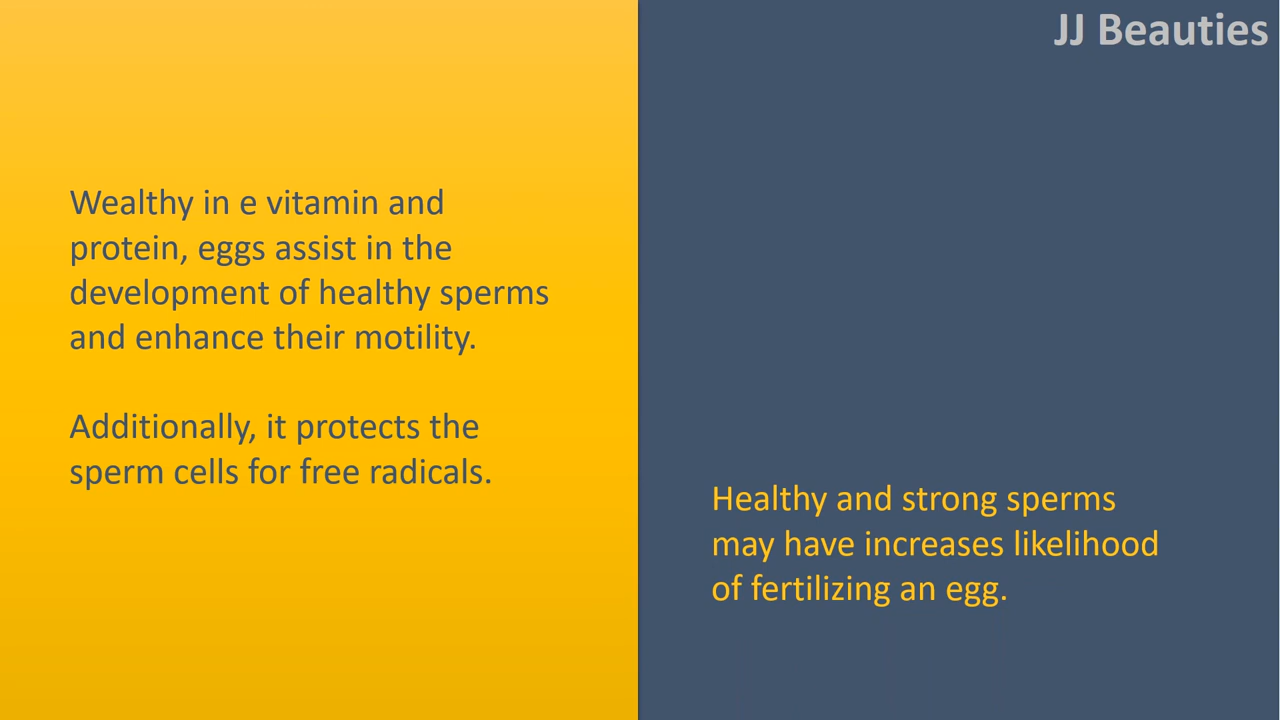 JJ Beauties
Wealthy in e vitamin and
protein, eggs assist in the
development of healthy sperms
and enhance their motility.
Additionally, it protects the
sperm cells for free radicals.
Healthy and strong sperms
may have increases likelihood
of fertilizing an egg.